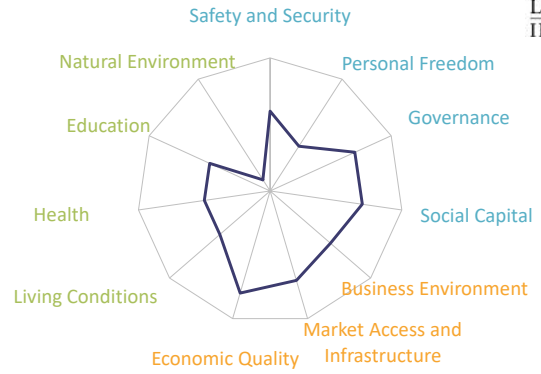 Safety and Security
Natural Environment
Personal Freedom
Education
Governance
Health
Social Capital
Living Conditions
Business Environment
Market Access and
Infrastructure
Economic Quality